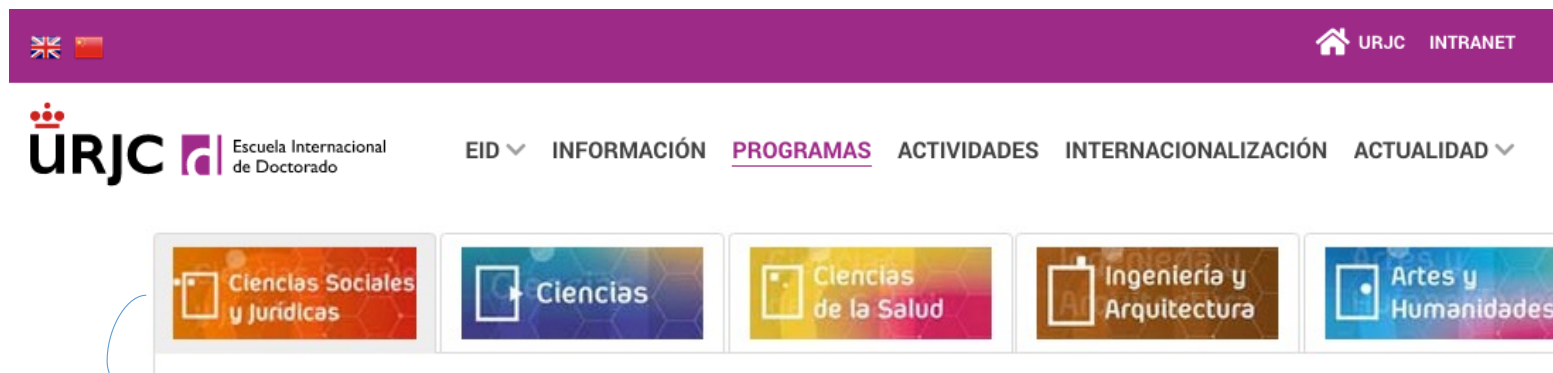 URJC INTRANET
URJC
Escuela Internacional
de Doctorado
EID INFORMACIÓN PROGRAMAS ACTIVIDADES INTERNACIONALIZACIÓN ACTUALIDAD
Ciencias Sociales
y Jurídicas
Ciencias
Ciencias
de la Salud
Ingeniería y
Arquitectura
Artes y
Humanidades